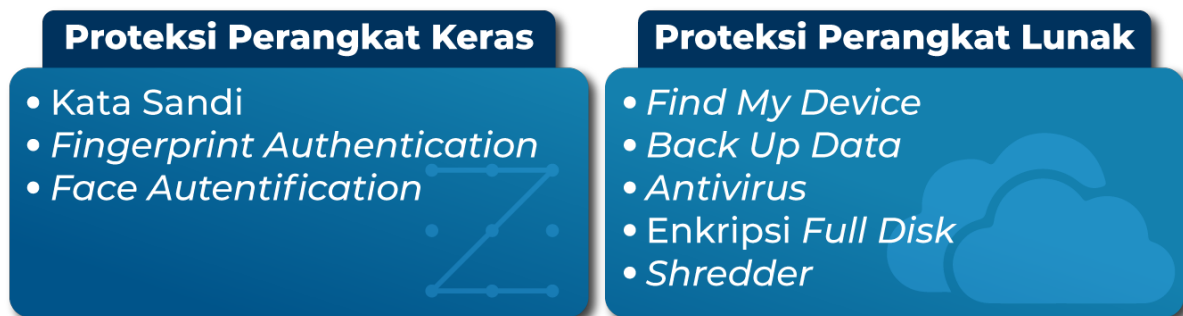 Proteksi Perangkat Keras
• Kata Sandi
• Fingerprint Authentication
• Face Autentification
Proteksi Perangkat Lunak
• Find My Device
• Back Up Data
• Antivirus
• Enkripsi Full Disk
• Shredder